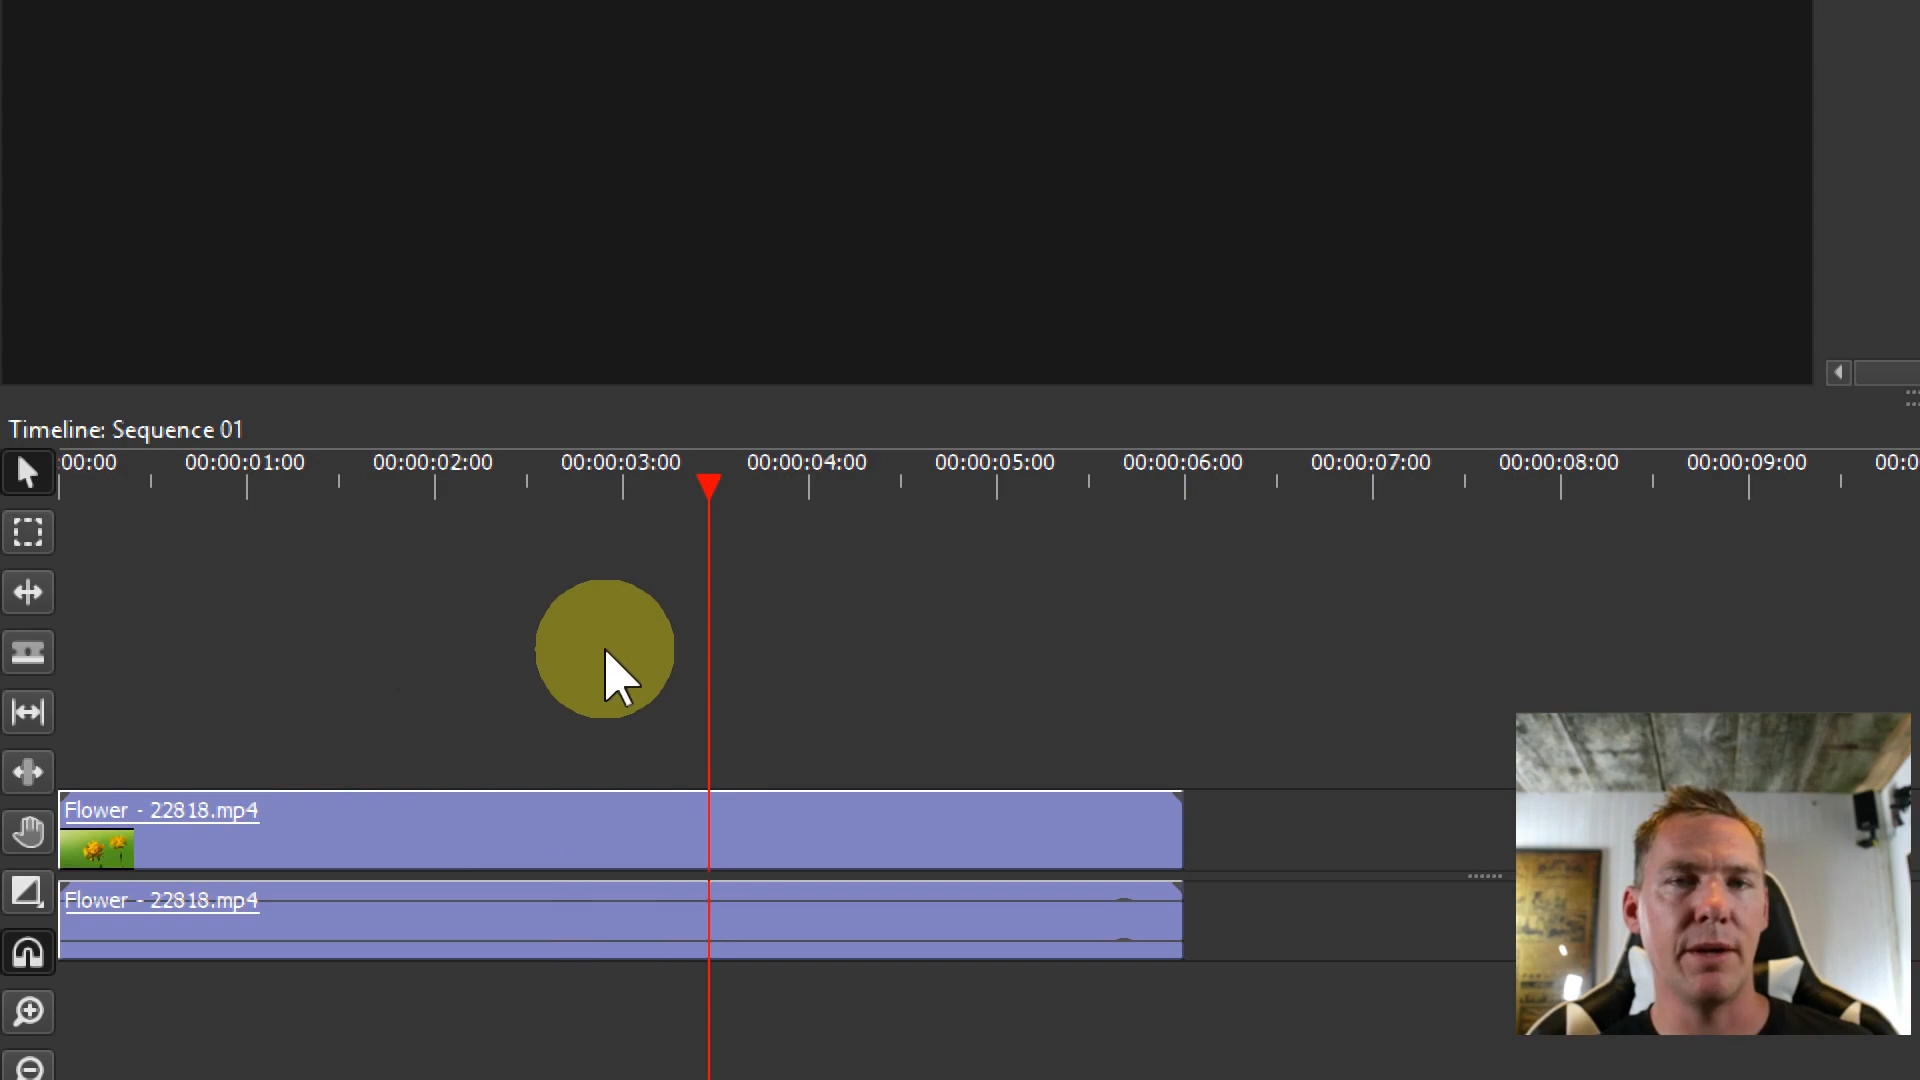 Timeline: Sequence 01
:00:00 00:00:01:00 00:00:02:00 00:00:03:00 00:00:04:00 00:00:05:00 00:00:06:00 00:00:07:00 00:00:08:00 00:00:09:00 00:0
Flower - 22818.mp4
Flower - 22818.mp4